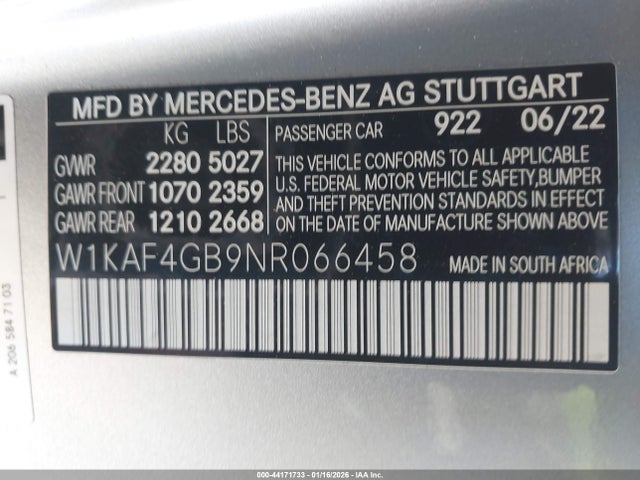 MFD BY MERCEDES-BENZ AG STUTTGART
KG LBS
GVWR 2280 5027
GAWR FRONT 1070 2359
GAWR REAR 1210 2668
PASSENGER CAR 922 06/22
THIS VEHICLE CONFORMS TO ALL APPLICABLE
U.S. FEDERAL MOTOR VEHICLE SAFETY,BUMPER
AND THEFT PREVENTION STANDARDS IN EFFECT
ON THE DATE OF MANUFACTURE SHOWN ABOVE
W1KAF4GB9NR066458 MADE IN SOUTH AFRICA
A 206 584 71 03
000-44171733 - 01/16/2026 - IAA Inc.